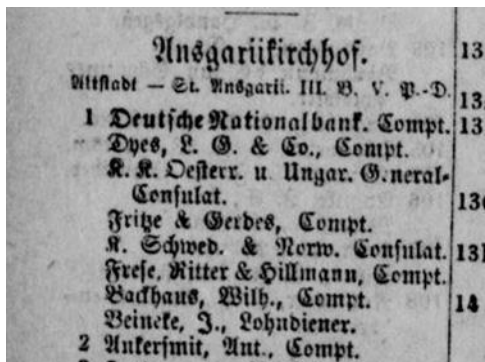 Ansgariikirchhof.
Altstadt — St. Ansgarii. III. B. V. P.-D.
1 Deutsche Nationalbank. Compt.
Dyes, L. G. & Co., Compt.
K. K. Oesterr. u. Ungar. G.neral-
Consulat.
Fritze & Gerdes, Compt.
K. Schwed. & Norw. Consulat.
Frese, Ritter & Hillmann, Compt.
Backhaus, Wilh., Compt.
Beineke, J., Lohndiener.
2 Ankersmit, Ant., Compt.